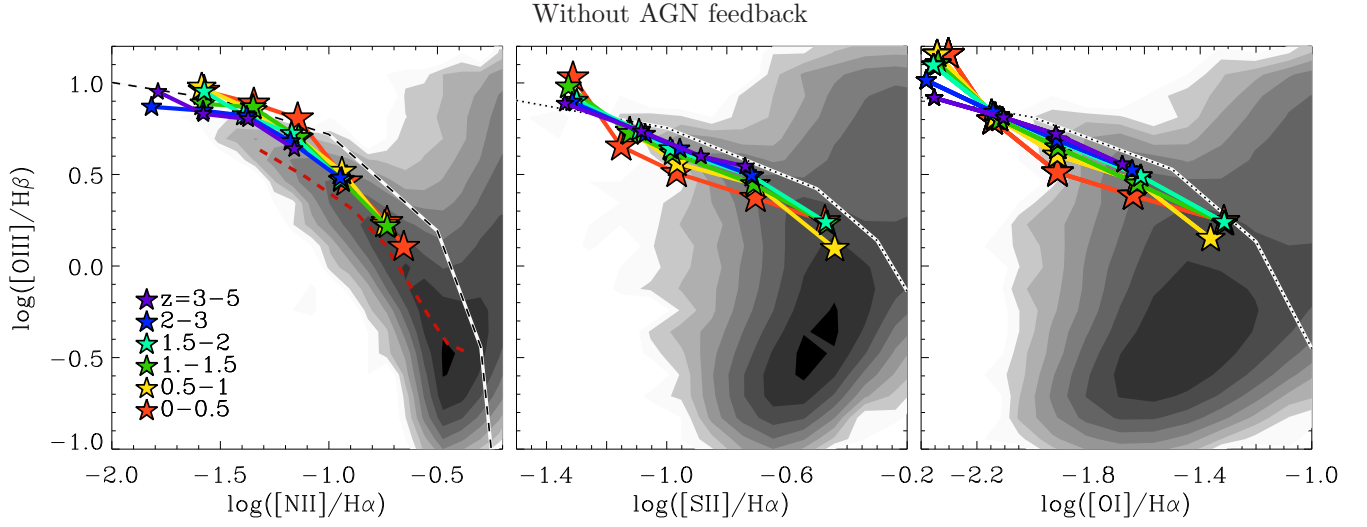 Without AGN feedback
log([OIII]/Hβ)
1.0
0.5
0.0
−0.5
−1.0
z=3−5
2−3
1.5−2
1.−1.5
0.5−1
0−0.5
−2.0 −1.5 −1.0 −0.5
−1.4 −1.0 −0.6 −0.2
−2.2 −1.8 −1.4 −1.0
log([NII]/Hα)
log([SII]/Hα)
log([OI]/Hα)